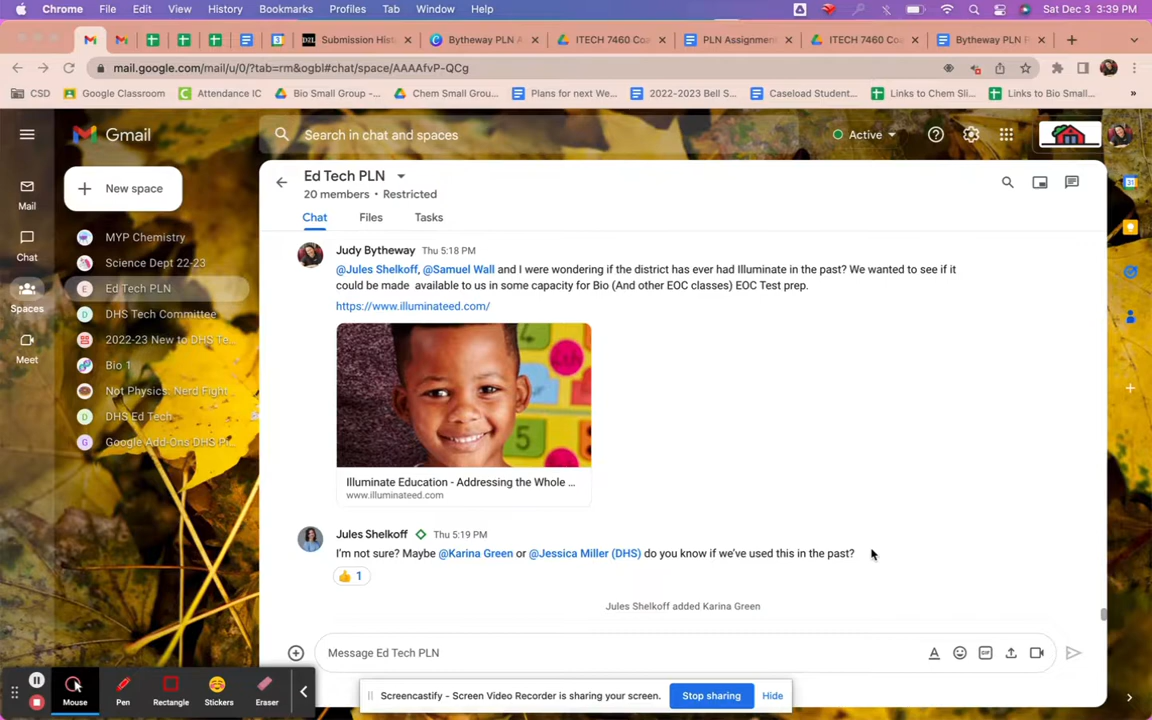 Chrome File Edit View History Bookmarks Profiles Tab Window Help Sat Dec 3 3:39 PM
Submission Hist Bytheway PLN A ITECH 7460 Co PLN Assignmen ITECH 7460 Co Bytheway PLN F
mail.google.com/mail/u/0/?tab=rm&ogbl#chat/space/AAAAfvP-QCg
CSD Google Classroom Attendance IC Bio Small Group -... Chem Small Grou... Plans for next We... 2022-2023 Bell S... Caseload Student... Links to Chem Sli... Links to Bio Small...
Gmail
Search in chat and spaces
Active
New space
Mail
Chat
Spaces
Meet
MYP Chemistry
Science Dept 22-23
Ed Tech PLN
DHS Tech Committee
2022-23 New to DHS Te...
Bio 1
Not Physics: Nerd Fight...
DHS Ed Tech
Google Add-Ons DHS Pi...
Ed Tech PLN
20 members • Restricted
Chat Files Tasks
Judy Bytheway Thu 5:18 PM
@Jules Shelkoff, @Samuel Wall and I were wondering if the district has ever had Illuminate in the past? We wanted to see if it
could be made available to us in some capacity for Bio (And other EOC classes) EOC Test prep.
https://www.illuminateed.com/
5
Illuminate Education - Addressing the Whole ...
www.illuminateed.com
Jules Shelkoff Thu 5:19 PM
I'm not sure? Maybe @Karina Green or @Jessica Miller (DHS) do you know if we've used this in the past?
1
Jules Shelkoff added Karina Green
Message Ed Tech PLN
Mouse Pen Rectangle Stickers Eraser
Screencastify - Screen Video Recorder is sharing your screen. Stop sharing Hide